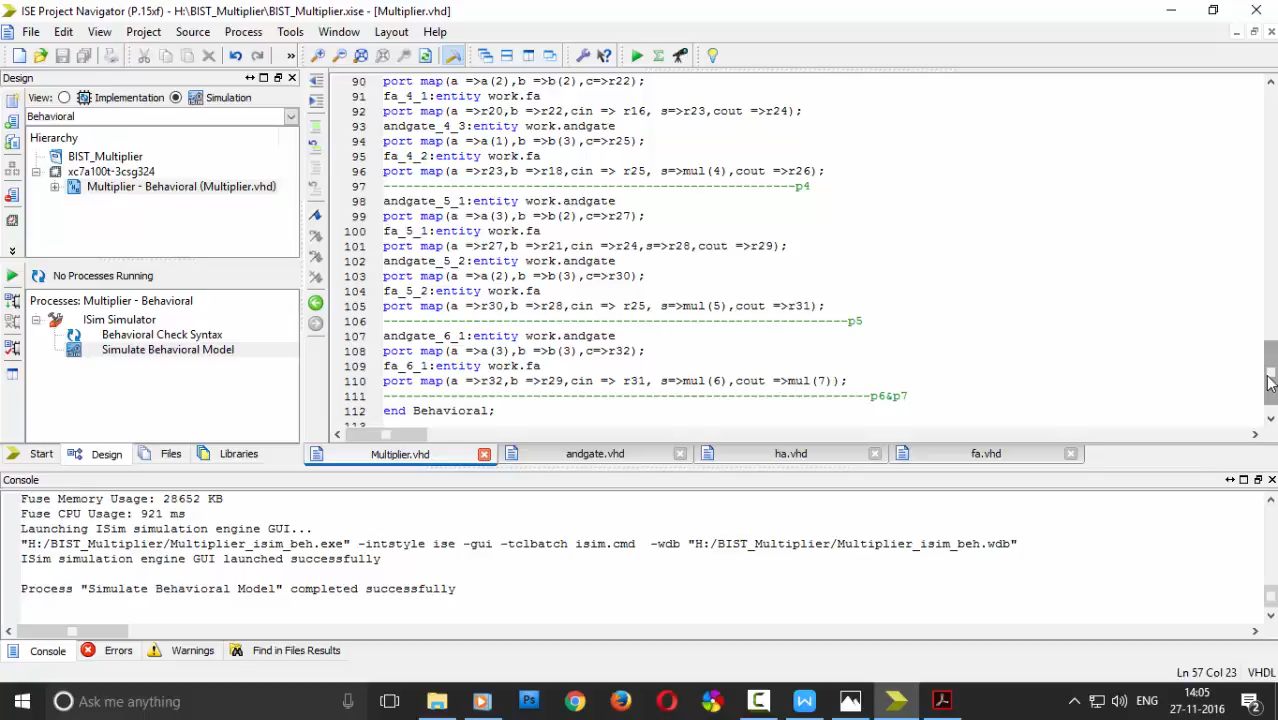 ISE Project Navigator (P.15xf) - H:\BIST_Multiplier\BIST_Multiplier.xise - [Multiplier.vhd]
File Edit View Project Source Process Tools Window Layout Help
Design
View: Implementation Simulation
Behavioral
Hierarchy
BIST_Multiplier
xc7a100t-3csg324
Multiplier - Behavioral (Multiplier.vhd)
No Processes Running
Processes: Multiplier - Behavioral
ISim Simulator
Behavioral Check Syntax
Simulate Behavioral Model
Start Design Files Libraries
90 port map(a =>a(2),b =>b(2),c=>r22);
91 fa_4_1:entity work.fa
92 port map(a =>r20,b =>r22,cin => r16, s=>r23,cout =>r24);
93 andgate_4_3:entity work.andgate
94 port map(a =>a(1),b =>b(3),c=>r25);
95 fa_4_2:entity work.fa
96 port map(a =>r23,b =>r18,cin => r25, s=>mul(4),cout =>r26);
97 -------------------------------------------------------p4
98 andgate_5_1:entity work.andgate
99 port map(a =>a(3),b =>b(2),c=>r27);
100 fa_5_1:entity work.fa
101 port map(a =>r27,b =>r21,cin =>r24,s=>r28,cout =>r29);
102 andgate_5_2:entity work.andgate
103 port map(a =>a(2),b =>b(3),c=>r30);
104 fa_5_2:entity work.fa
105 port map(a =>r30,b =>r28,cin => r25, s=>mul(5),cout =>r31);
106 --------------------------------------------------------------p5
107 andgate_6_1:entity work.andgate
108 port map(a =>a(3),b =>b(3),c=>r32);
109 fa_6_1:entity work.fa
110 port map(a =>r32,b =>r29,cin => r31, s=>mul(6),cout =>mul(7));
111 -----------------------------------------------------------------p6&p7
112 end Behavioral;
113
Multiplier.vhd andgate.vhd ha.vhd fa.vhd
Console
Fuse Memory Usage: 28652 KB
Fuse CPU Usage: 921 ms
Launching ISim simulation engine GUI...
"H:/BIST_Multiplier/Multiplier_isim_beh.exe" -intstyle ise -gui -tclbatch isim.cmd -wdb "H:/BIST_Multiplier/Multiplier_isim_beh.wdb"
ISim simulation engine GUI launched successfully
Process "Simulate Behavioral Model" completed successfully
Console Errors Warnings Find in Files Results
Ln 57 Col 23 VHDL
Ask me anything
Ps
W
ENG
14:05
27-11-2016
2